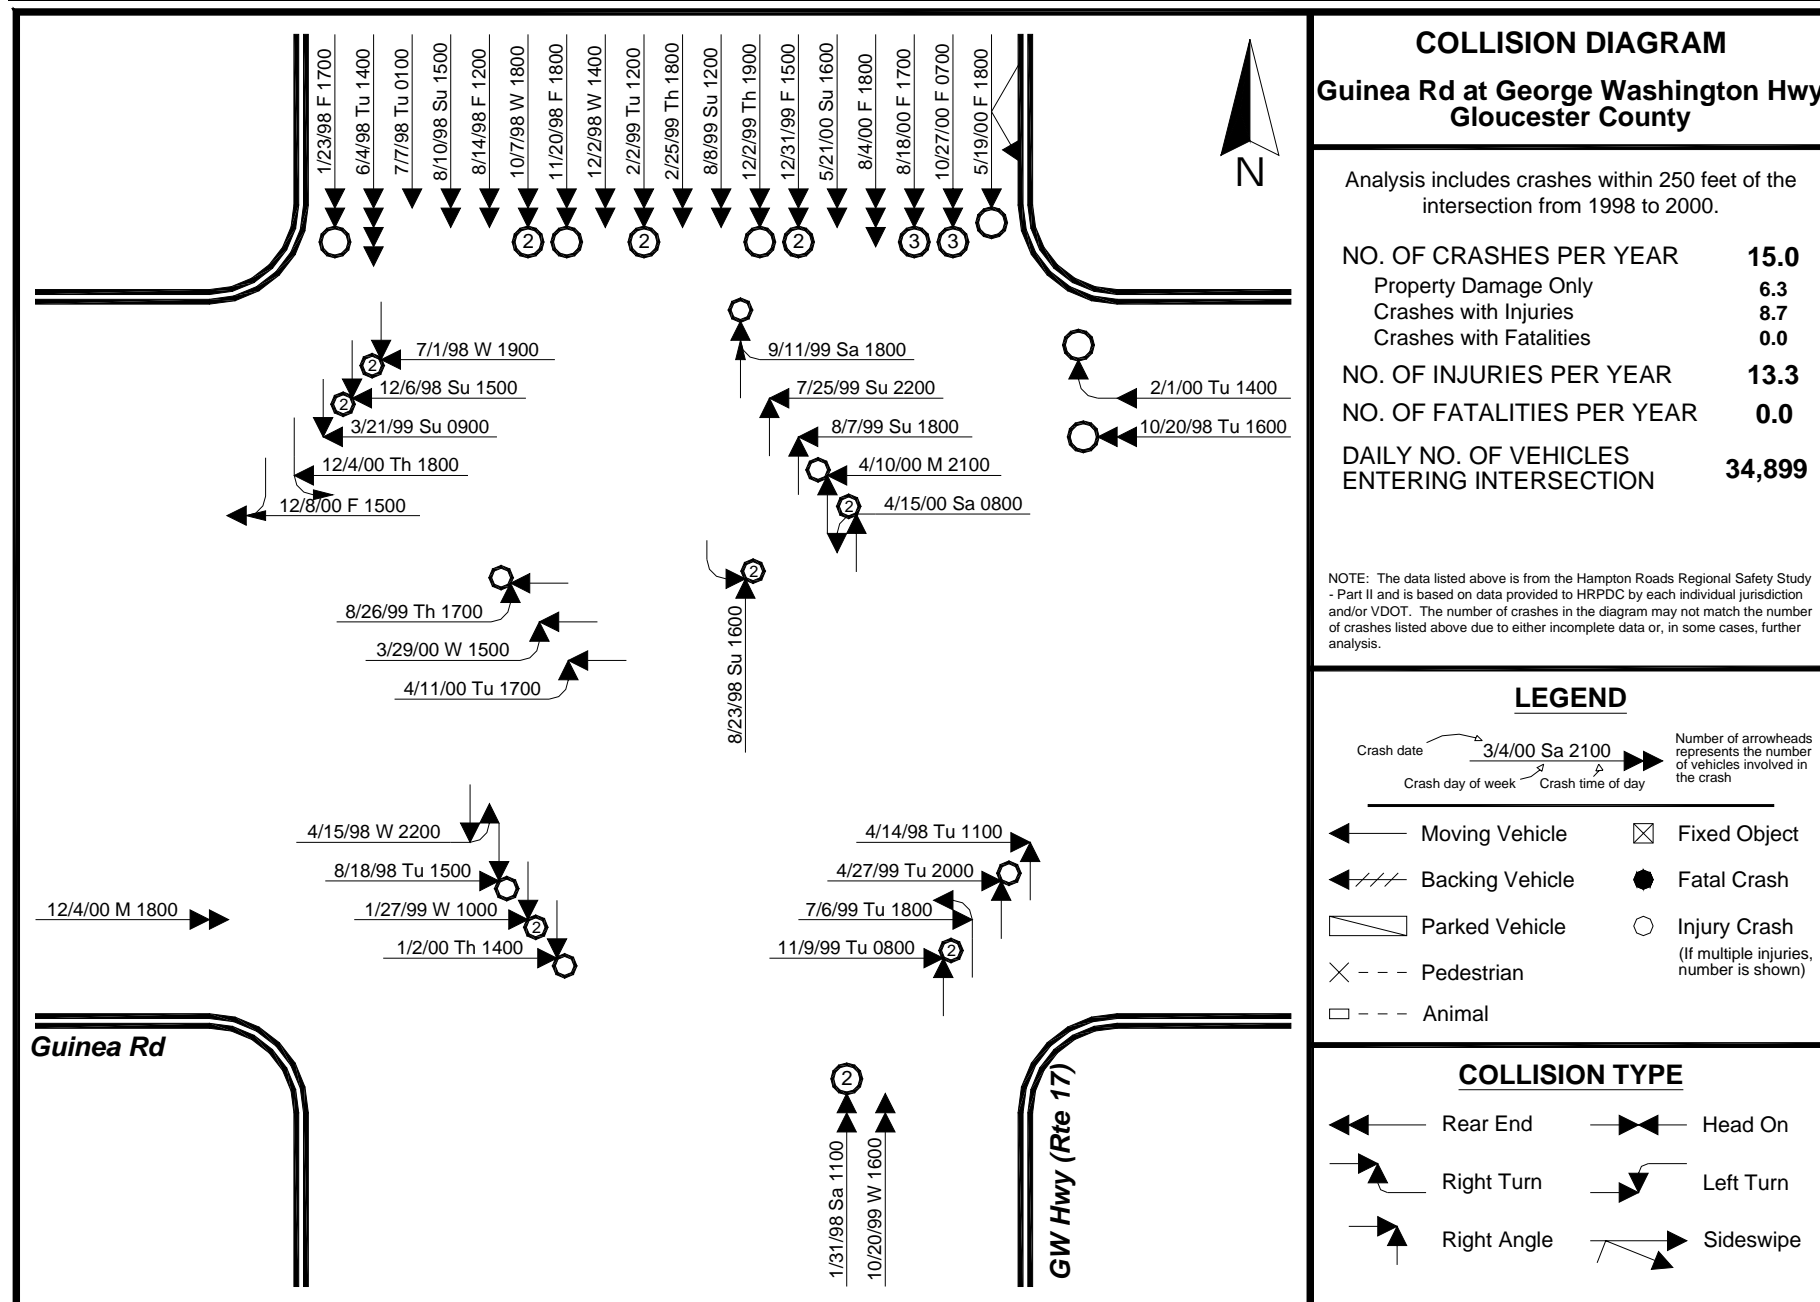 1/23/98 F 1700
6/4/98 Tu 1400
7/7/98 Tu 0100
8/10/98 Su 1500
8/14/98 F 1200
10/7/98 W 1800
11/20/98 F 1800
12/2/98 W 1400
2/2/99 Tu 1200
2/25/99 Th 1800
8/8/99 Su 1200
12/2/99 Th 1900
12/31/99 F 1500
5/21/00 Su 1600
8/4/00 F 1800
8/18/00 F 1700
10/27/00 F 0700
5/19/00 F 1800
2
2
2
3
3
N
7/1/98 W 1900
2
12/6/98 Su 1500
2
3/21/99 Su 0900
12/4/00 Th 1800
12/8/00 F 1500
9/11/99 Sa 1800
7/25/99 Su 2200
8/7/99 Su 1800
4/10/00 M 2100
2
4/15/00 Sa 0800
2/1/00 Tu 1400
10/20/98 Tu 1600
8/26/99 Th 1700
3/29/00 W 1500
4/11/00 Tu 1700
2
8/23/98 Su 1600
4/15/98 W 2200
8/18/98 Tu 1500
1/27/99 W 1000
2
1/2/00 Th 1400
12/4/00 M 1800
4/14/98 Tu 1100
4/27/99 Tu 2000
7/6/99 Tu 1800
11/9/99 Tu 0800
2
Guinea Rd
2
1/31/98 Sa 1100
10/20/99 W 1600
GW Hwy (Rte 17)
COLLISION DIAGRAM
Guinea Rd at George Washington Hwy
Gloucester County
Analysis includes crashes within 250 feet of the
intersection from 1998 to 2000.
NO. OF CRASHES PER YEAR 15.0
Property Damage Only 6.3
Crashes with Injuries 8.7
Crashes with Fatalities 0.0
NO. OF INJURIES PER YEAR 13.3
NO. OF FATALITIES PER YEAR 0.0
DAILY NO. OF VEHICLES
ENTERING INTERSECTION 34,899
NOTE: The data listed above is from the Hampton Roads Regional Safety Study
- Part II and is based on data provided to HRPDC by each individual jurisdiction
and/or VDOT. The number of crashes in the diagram may not match the number
of crashes listed above due to either incomplete data or, in some cases, further
analysis.
LEGEND
Crash date
3/4/00 Sa 2100
Crash day of week
Crash time of day
Number of arrowheads
represents the number
of vehicles involved in
the crash
Moving Vehicle
Fixed Object
Backing Vehicle
Fatal Crash
Parked Vehicle
Injury Crash
(If multiple injuries,
number is shown)
Pedestrian
Animal
COLLISION TYPE
Rear End
Head On
Right Turn
Left Turn
Right Angle
Sideswipe